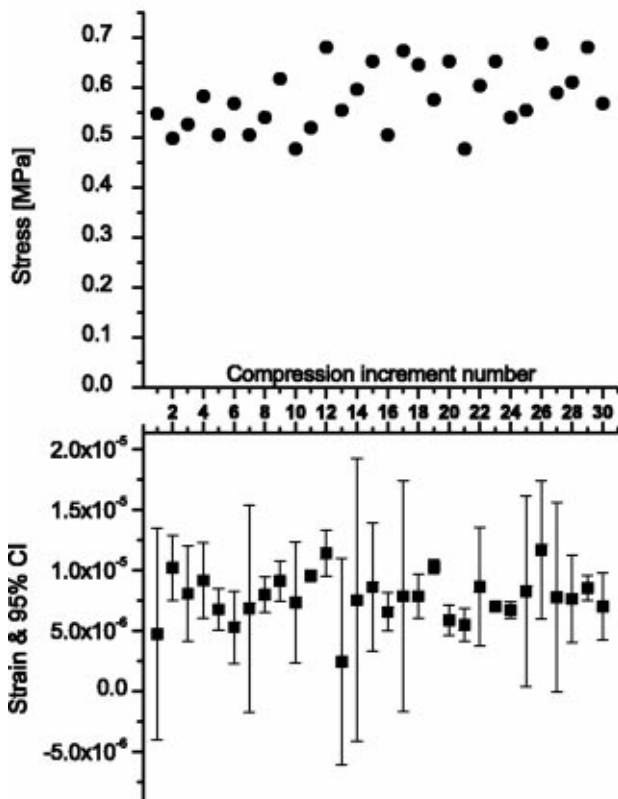 0.7
0.6
0.5
0.4
0.3
0.2
0.1
0.0
Stress [MPa]
Compression increment number
2 4 6 8 10 12 14 16 18 20 22 24 26 28 30
2.0x10⁻⁵
1.5x10⁻⁵
1.0x10⁻⁵
5.0x10⁻⁶
0.0
-5.0x10⁻⁶
Strain & 95% CI